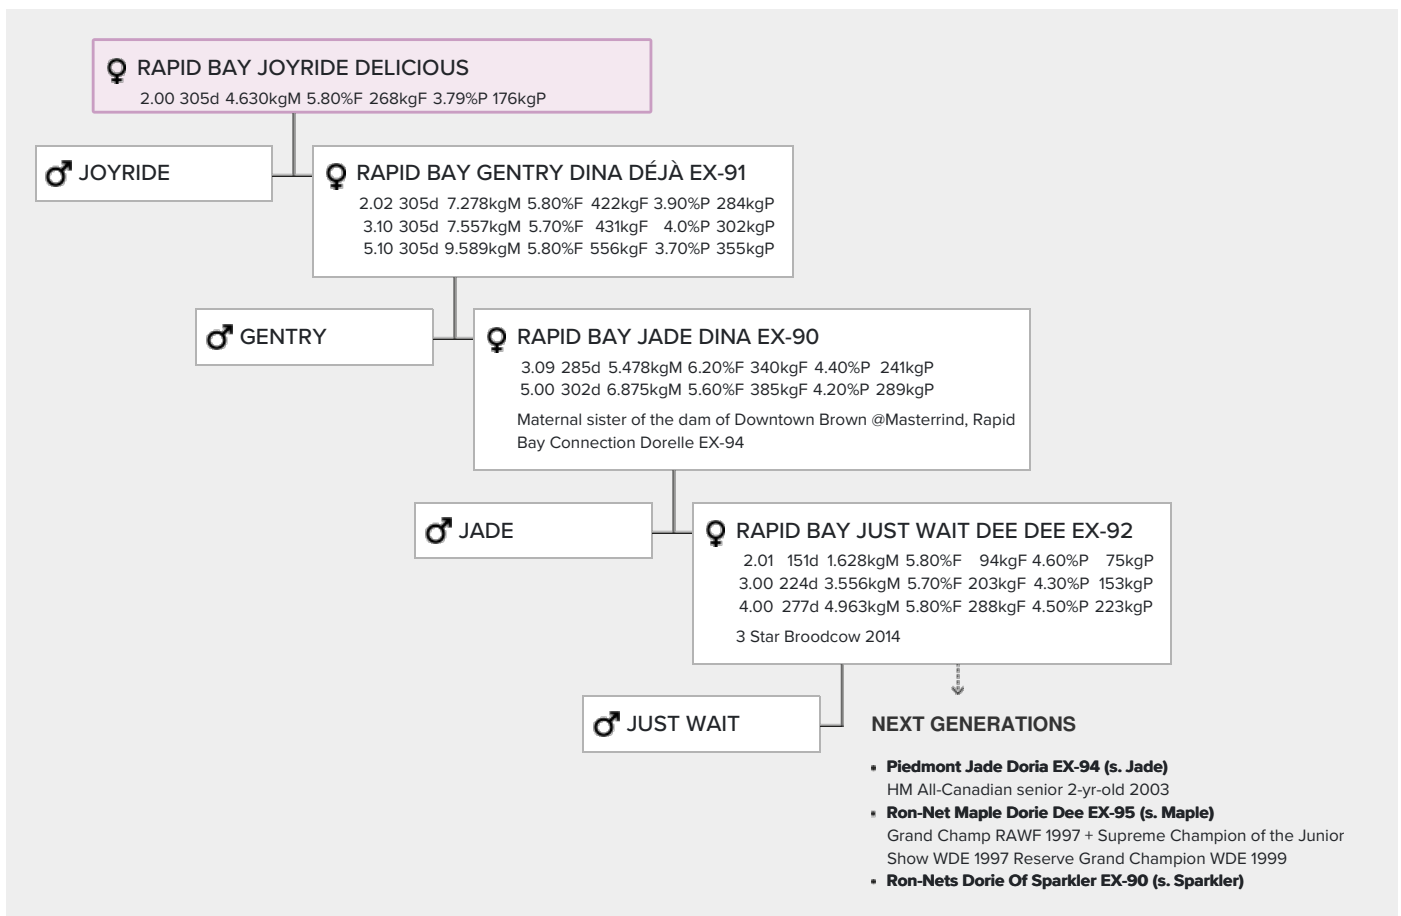 RAPID BAY JOYRIDE DELICIOUS
2.00 305d 4.630kgM 5.80%F 268kgF 3.79%P 176kgP
JOYRIDE
RAPID BAY GENTRY DINA DÉJÀ EX-91
2.02 305d 7.278kgM 5.80%F 422kgF 3.90%P 284kgP
3.10 305d 7.557kgM 5.70%F 431kgF 4.0%P 302kgP
5.10 305d 9.589kgM 5.80%F 556kgF 3.70%P 355kgP
GENTRY
RAPID BAY JADE DINA EX-90
3.09 285d 5.478kgM 6.20%F 340kgF 4.40%P 241kgP
5.00 302d 6.875kgM 5.60%F 385kgF 4.20%P 289kgP
Maternal sister of the dam of Downtown Brown @Masterrind, Rapid
Bay Connection Dorelle EX-94
JADE
RAPID BAY JUST WAIT DEE DEE EX-92
2.01 151d 1.628kgM 5.80%F 94kgF 4.60%P 75kgP
3.00 224d 3.556kgM 5.70%F 203kgF 4.30%P 153kgP
4.00 277d 4.963kgM 5.80%F 288kgF 4.50%P 223kgP
3 Star Broodcow 2014
JUST WAIT
NEXT GENERATIONS
▪ Piedmont Jade Doria EX-94 (s. Jade)
HM All-Canadian senior 2-yr-old 2003
▪ Ron-Net Maple Dorie Dee EX-95 (s. Maple)
Grand Champ RAWF 1997 + Supreme Champion of the Junior
Show WDE 1997 Reserve Grand Champion WDE 1999
▪ Ron-Nets Dorie Of Sparkler EX-90 (s. Sparkler)